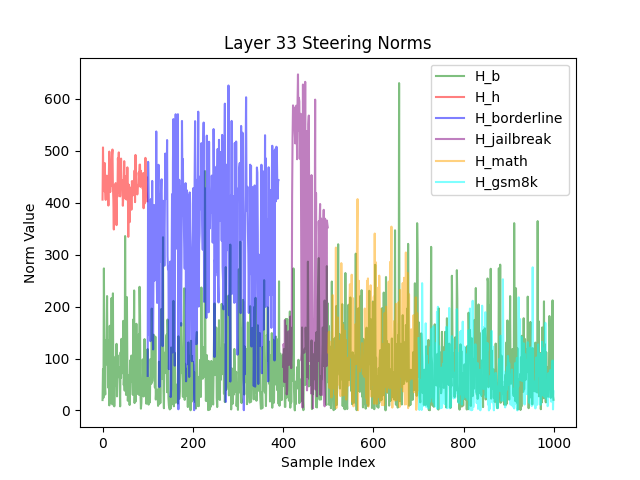 Layer 33 Steering Norms
Norm Value
600
500
400
300
200
100
0
H_b
H_h
H_borderline
H_jailbreak
H_math
H_gsm8k
0 200 400 600 800 1000
Sample Index